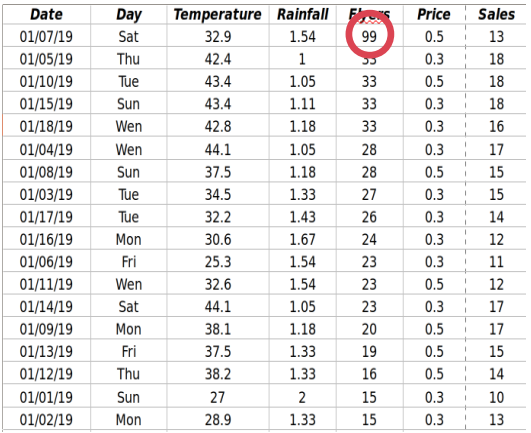 Date Day Temperature Rainfall Flyers Price Sales
01/07/19 Sat 32.9 1.54 99 0.5 13
01/05/19 Thu 42.4 1 33 0.3 18
01/10/19 Tue 43.4 1.05 33 0.5 18
01/15/19 Sun 43.4 1.11 33 0.3 18
01/18/19 Wen 42.8 1.18 33 0.3 16
01/04/19 Wen 44.1 1.05 28 0.3 17
01/08/19 Sun 37.5 1.18 28 0.5 15
01/03/19 Tue 34.5 1.33 27 0.3 15
01/17/19 Tue 32.2 1.43 26 0.3 14
01/16/19 Mon 30.6 1.67 24 0.3 12
01/06/19 Fri 25.3 1.54 23 0.3 11
01/11/19 Wen 32.6 1.54 23 0.5 12
01/14/19 Sat 44.1 1.05 23 0.3 17
01/09/19 Mon 38.1 1.18 20 0.5 17
01/13/19 Fri 37.5 1.33 19 0.5 15
01/12/19 Thu 38.2 1.33 16 0.5 14
01/01/19 Sun 27 2 15 0.3 10
01/02/19 Mon 28.9 1.33 15 0.3 13